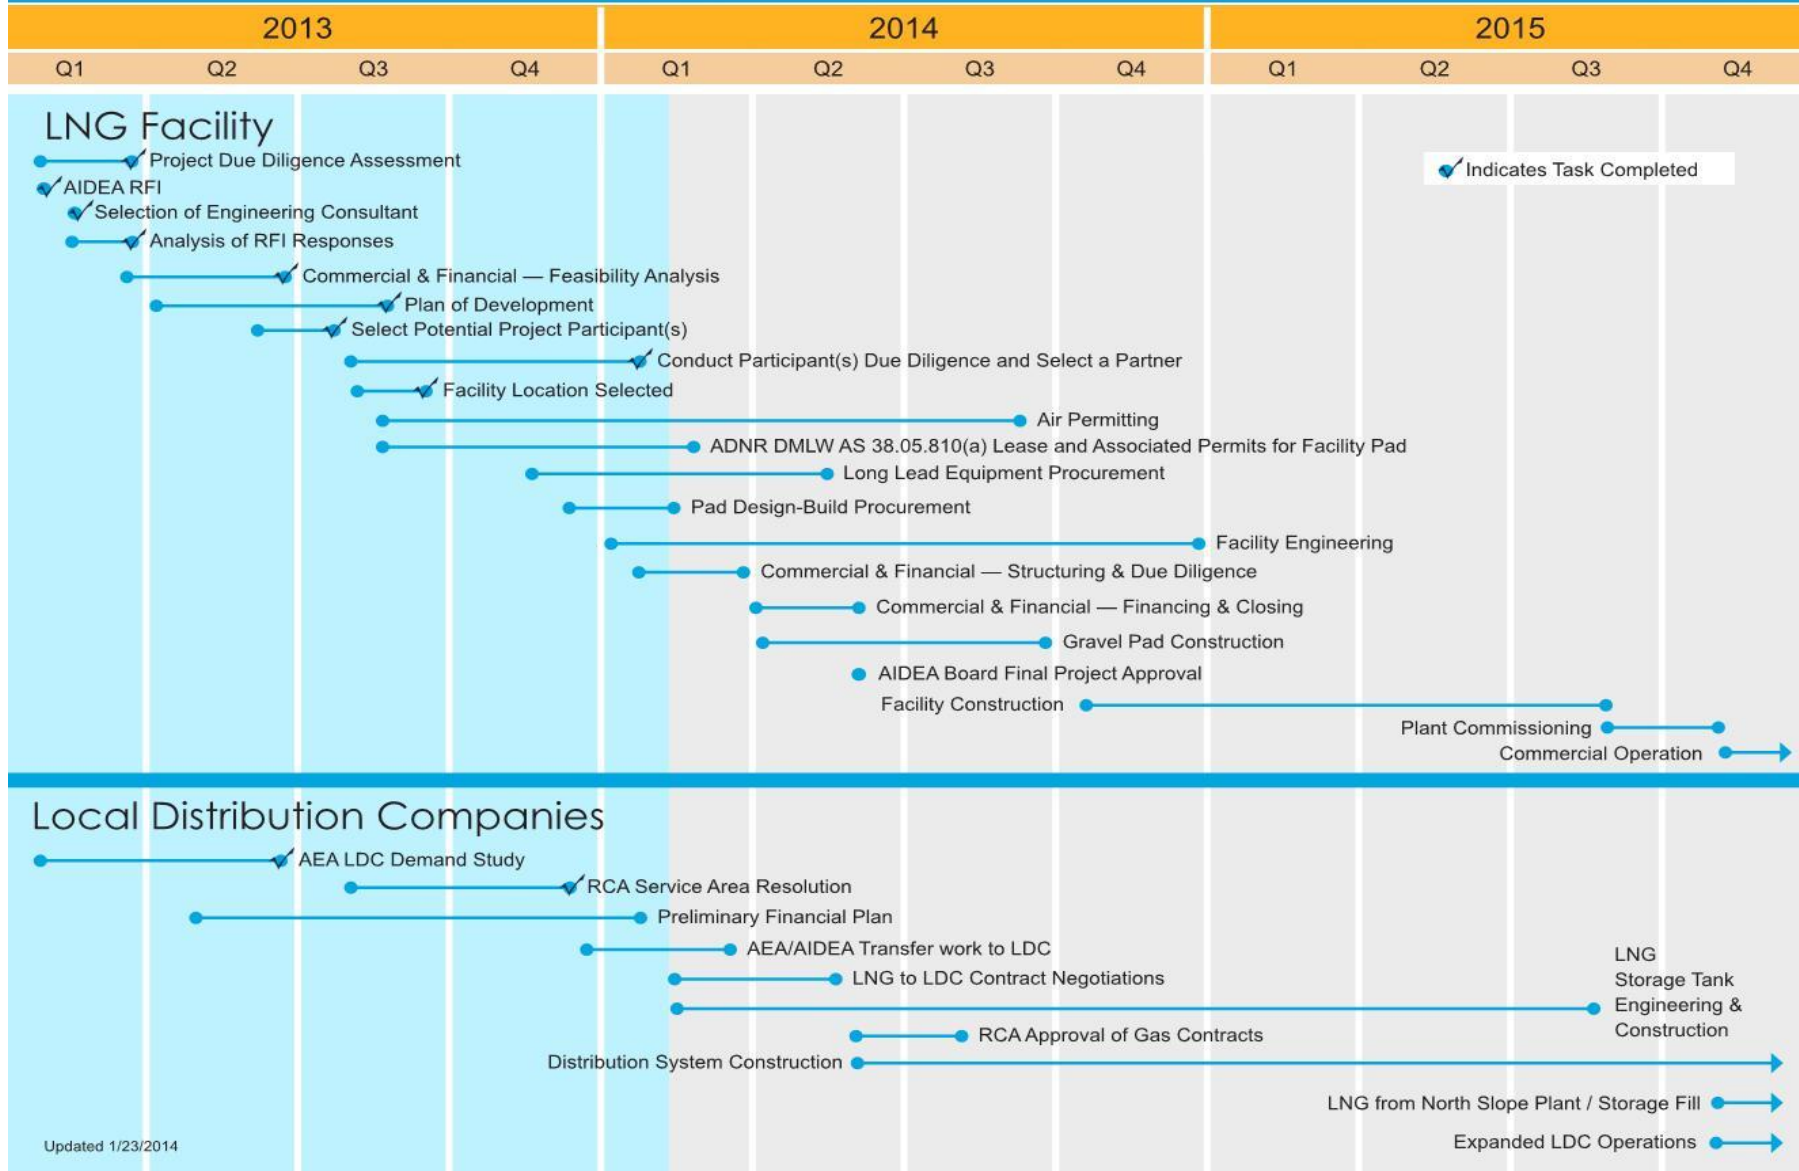 2013 2014 2015
Q1 Q2 Q3 Q4 Q1 Q2 Q3 Q4 Q1 Q2 Q3 Q4
LNG Facility
Project Due Diligence Assessment
Indicates Task Completed
AIDEA RFI
Selection of Engineering Consultant
Analysis of RFI Responses
Commercial & Financial — Feasibility Analysis
Plan of Development
Select Potential Project Participant(s)
Conduct Participant(s) Due Diligence and Select a Partner
Facility Location Selected
Air Permitting
ADNR DMLW AS 38.05.810(a) Lease and Associated Permits for Facility Pad
Long Lead Equipment Procurement
Pad Design-Build Procurement
Facility Engineering
Commercial & Financial — Structuring & Due Diligence
Commercial & Financial — Financing & Closing
Gravel Pad Construction
AIDEA Board Final Project Approval
Facility Construction
Plant Commissioning
Commercial Operation
Local Distribution Companies
AEA LDC Demand Study
RCA Service Area Resolution
Preliminary Financial Plan
AEA/AIDEA Transfer work to LDC
LNG to LDC Contract Negotiations
LNG
Storage Tank
Engineering &
Construction
RCA Approval of Gas Contracts
Distribution System Construction
LNG from North Slope Plant / Storage Fill
Expanded LDC Operations
Updated 1/23/2014